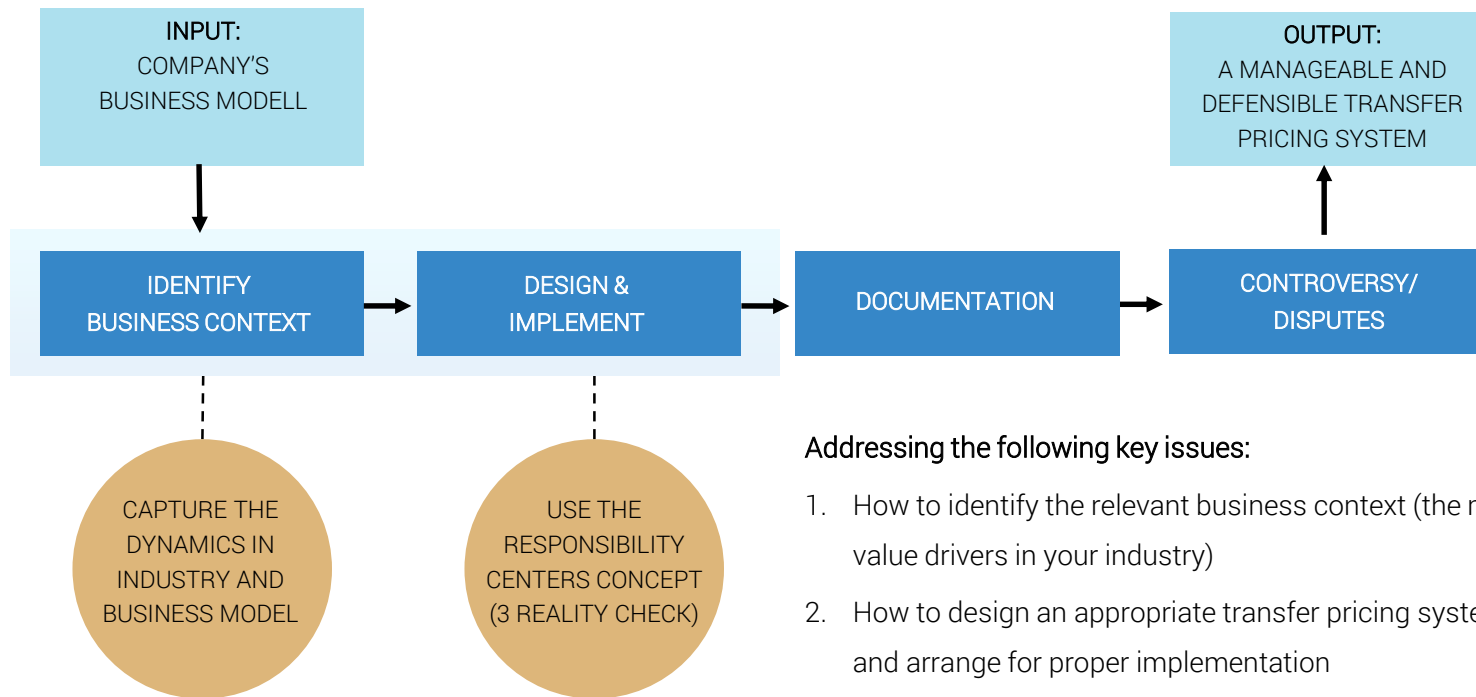 INPUT:
COMPANY'S
BUSINESS MODELL
OUTPUT:
A MANAGEABLE AND
DEFENSIBLE TRANSFER
PRICING SYSTEM
IDENTIFY
BUSINESS CONTEXT
DESIGN &
IMPLEMENT
DOCUMENTATION
CONTROVERSY/
DISPUTES
CAPTURE THE
DYNAMICS IN
INDUSTRY AND
BUSINESS MODEL
USE THE
RESPONSIBILITY
CENTERS CONCEPT
(3 REALITY CHECK)
Addressing the following key issues:
1. How to identify the relevant business context (the
value drivers in your industry)
2. How to design an appropriate transfer pricing
and arrange for proper implementation